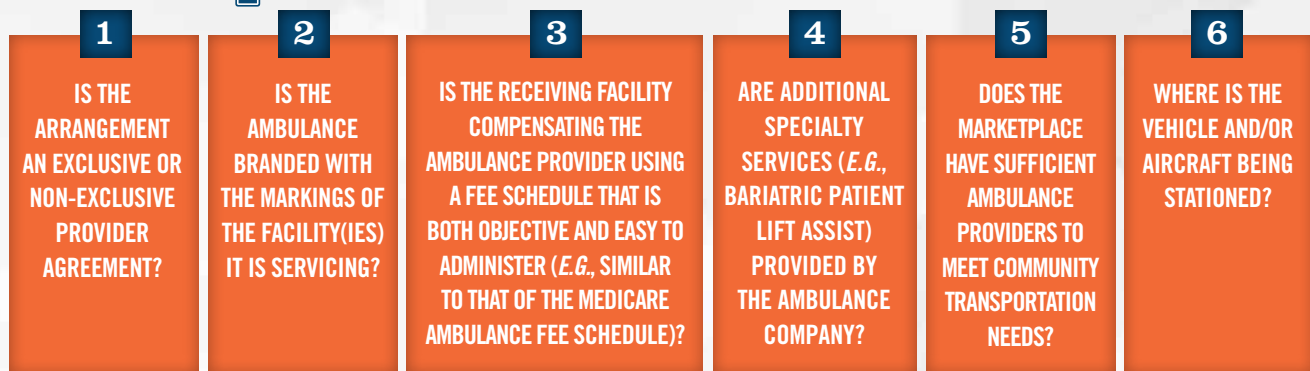 1
IS THE
ARRANGEMENT
AN EXCLUSIVE OR
NON-EXCLUSIVE
PROVIDER
AGREEMENT?
2
IS THE
AMBULANCE
BRANDED WITH
THE MARKINGS OF
THE FACILITY(IES)
IT IS SERVICING?
3
IS THE RECEIVING FACILITY
COMPENSATING THE
AMBULANCE PROVIDER USING
A FEE SCHEDULE THAT IS
BOTH OBJECTIVE AND EASY TO
ADMINISTER (E.G., SIMILAR
TO THAT OF THE MEDICARE
AMBULANCE FEE SCHEDULE)?
4
ARE ADDITIONAL
SPECIALTY
SERVICES (E.G.,
BARIATRIC PATIENT
LIFT ASSIST)
PROVIDED BY
THE AMBULANCE
COMPANY?
5
DOES THE
MARKETPLACE
HAVE SUFFICIENT
AMBULANCE
PROVIDERS TO
MEET COMMUNITY
TRANSPORTATION
NEEDS?
6
WHERE IS THE
VEHICLE AND/OR
AIRCRAFT BEING
STATIONED?